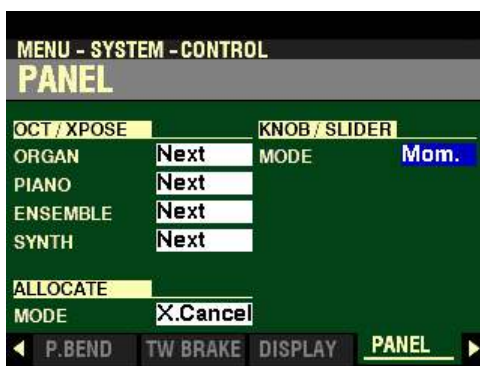 MENU - SYSTEM - CONTROL
PANEL
OCT / XPOSE KNOB / SLIDER
ORGAN Next MODE Mom.
PIANO Next
ENSEMBLE Next
SYNTH Next
ALLOCATE
MODE X.Cancel
P.BEND TW BRAKE DISPLAY PANEL